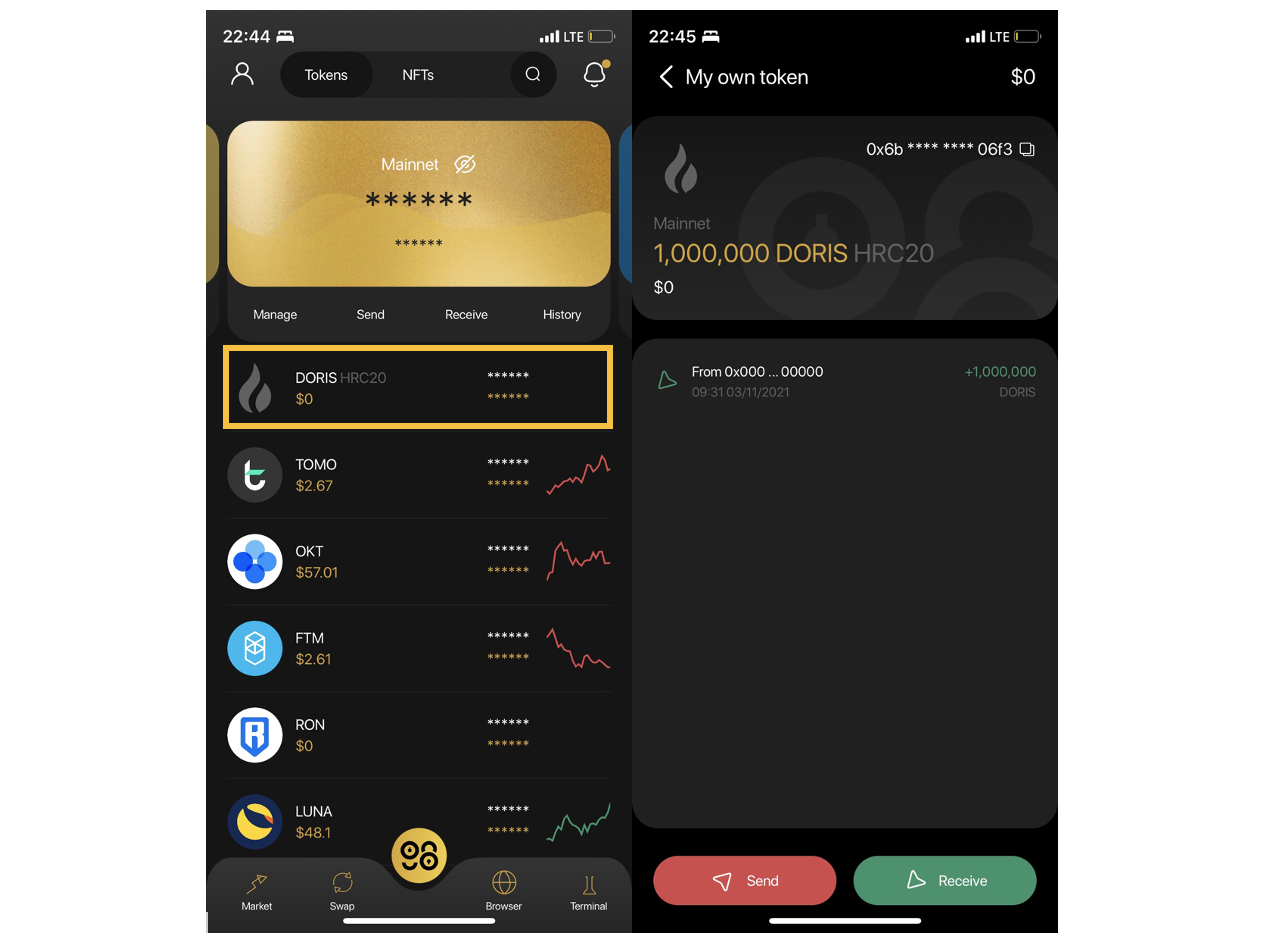 22:44
LTE
Tokens
NFTs
Mainnet
******
******
Manage
Send
Receive
History
DORIS HRC20
******
$0
******
TOMO
******
$2.67
******
OKT
******
$57.01
******
FTM
******
$2.61
******
RON
******
$0
******
LUNA
******
$48.1
******
Market
Swap
Browser
Terminal
22:45
LTE
My own token
$0
0x6b **** **** 06f3
Mainnet
1,000,000 DORIS HRC20
$0
From 0x000 ... 00000
+1,000,000
09:31 03/11/2021
DORIS
Send
Receive